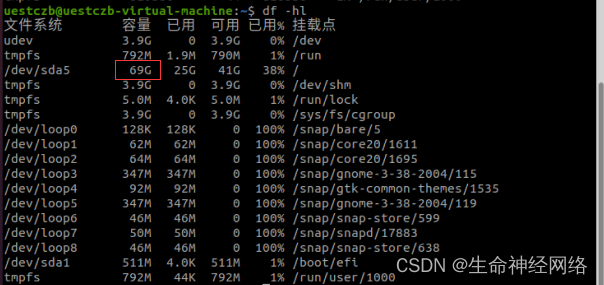 uestczb@uestczb-virtual-machine:~$ df -hl
文件系统 容量 已用 可用 已用% 挂载点
udev 3.9G 0 3.9G 0% /dev
tmpfs 792M 1.9M 790M 1% /run
/dev/sda5 69G 25G 41G 38% /
tmpfs 3.9G 0 3.9G 0% /dev/shm
tmpfs 5.0M 4.0K 5.0M 1% /run/lock
tmpfs 3.9G 0 3.9G 0% /sys/fs/cgroup
/dev/loop0 128K 128K 0 100% /snap/bare/5
/dev/loop1 62M 62M 0 100% /snap/core20/1611
/dev/loop2 64M 64M 0 100% /snap/core20/1695
/dev/loop3 347M 347M 0 100% /snap/gnome-3-38-2004/115
/dev/loop4 92M 92M 0 100% /snap/gtk-common-themes/1535
/dev/loop5 347M 347M 0 100% /snap/gnome-3-38-2004/119
/dev/loop6 46M 46M 0 100% /snap/snap-store/599
/dev/loop7 50M 50M 0 100% /snap/snapd/17883
/dev/loop8 46M 46M 0 100% /snap/snap-store/638
/dev/sda1 511M 4.0K 511M 1% /boot/efi
tmpfs 792M 44K 792M 1% /run/user/1000
CSDN @生命神经网络